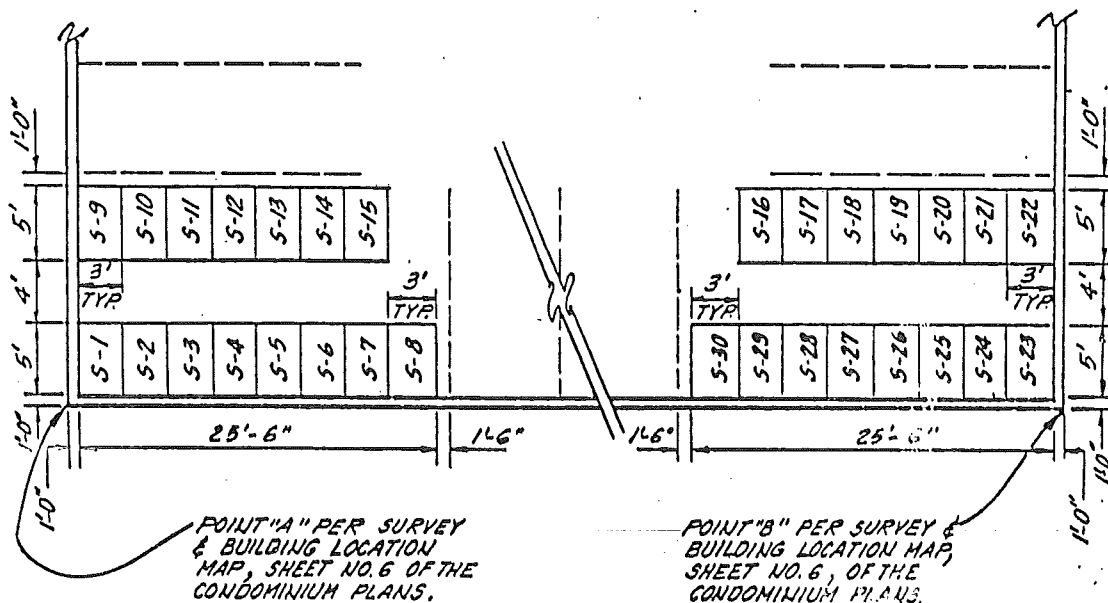 1'-0"
1'-0"
5'
S-9
S-10
S-11
S-12
S-13
S-14
S-15
S-16
S-17
S-18
S-19
S-20
S-21
S-22
5'
4'
3'
TYP.
3'
TYP.
3'
TYP.
3'
TYP.
4'
5'
S-1
S-2
S-3
S-4
S-5
S-6
S-7
S-8
S-30
S-29
S-28
S-27
S-26
S-25
S-24
S-23
5'
1'-0"
25'-6"
1'-6"
1'-6"
25'-6"
1'-0"
1'-0"
1'-0"
POINT "A" PER SURVEY
& BUILDING LOCATION
MAP, SHEET NO. 6 OF THE
CONDOMINIUM PLANS.
POINT "B" PER SURVEY &
BUILDING LOCATION MAP,
SHEET NO. 6, OF THE
CONDOMINIUM PLANS.